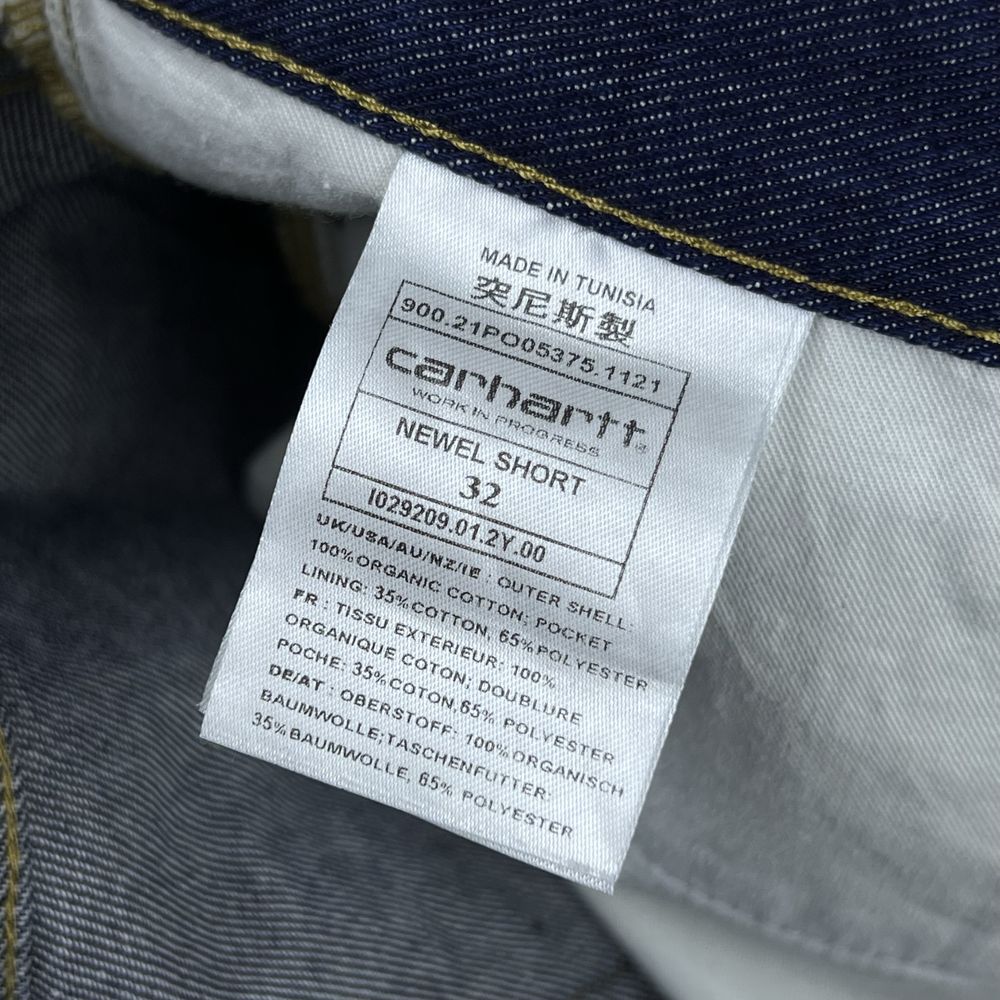 MADE IN TUNISIA
突尼斯製
900.21PO05375.1121
carhartt®
WORK IN PROGRESS
NEWEL SHORT
32
I029209.01.2Y.00
UK/USA/AU/NZ/IE : OUTER SHELL:
100%ORGANIC COTTON; POCKET
LINING: 35%COTTON, 65%POLYESTER
FR : TISSU EXTERIEUR: 100%
ORGANIQUE COTON; DOUBLURE
POCHE: 35%COTON,65% POLYESTER
DE/AT : OBERSTOFF: 100%ORGANISCH
BAUMWOLLE;TASCHENFUTTER:
35%BAUMWOLLE, 65% POLYESTER